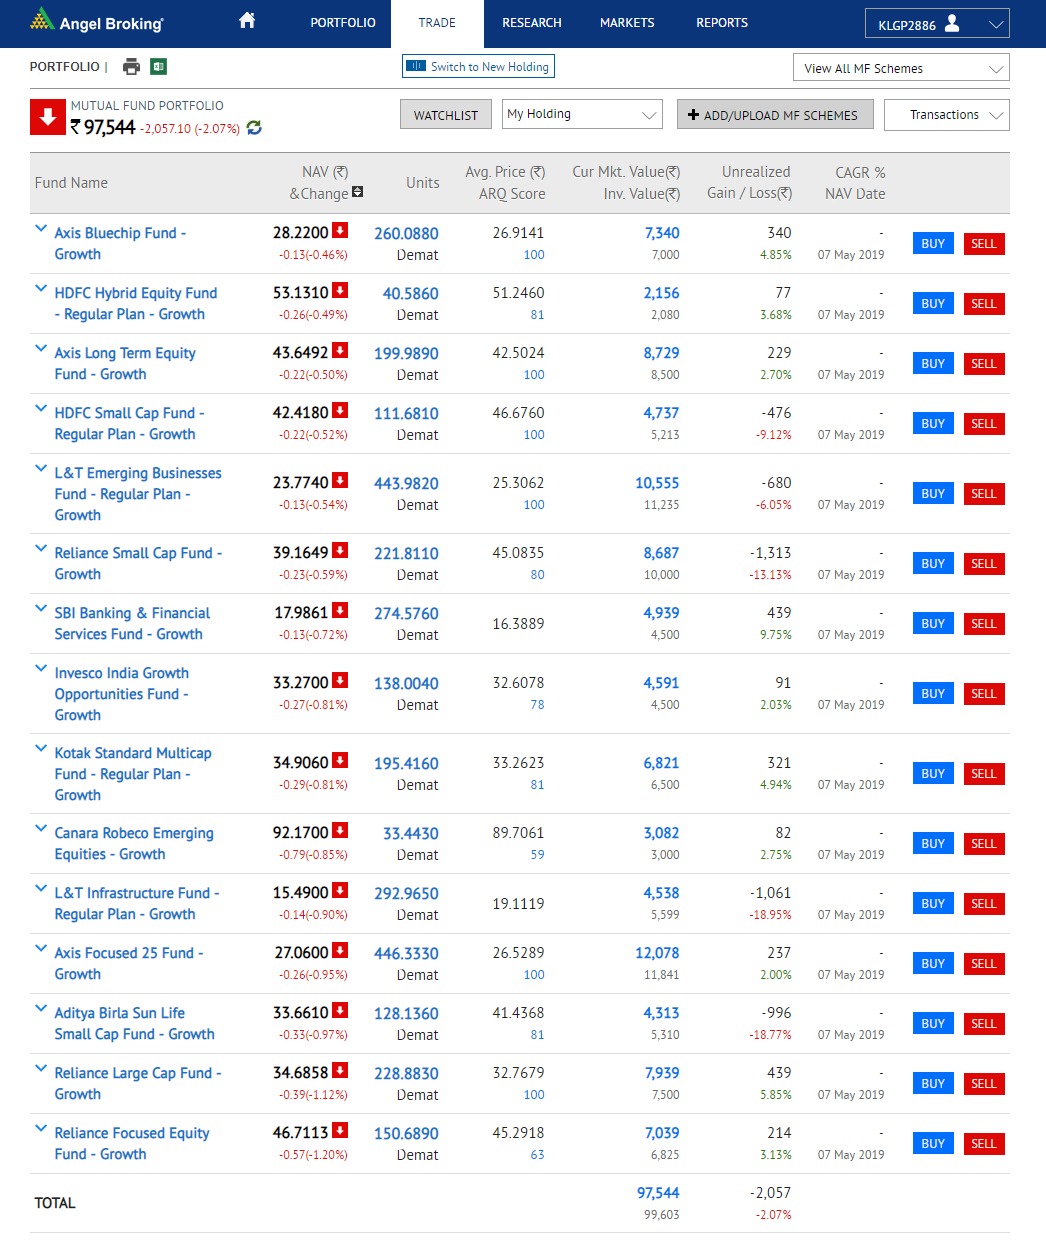 Angel Broking
PORTFOLIO
TRADE
RESEARCH
MARKETS
REPORTS
KLGP2886
PORTFOLIO |
Switch to New Holding
View All MF Schemes
MUTUAL FUND PORTFOLIO
₹ 97,544 -2,057.10 (-2.07%)
WATCHLIST
My Holding
ADD/UPLOAD MF SCHEMES
Transactions
Fund Name
NAV (₹)
&Change
Units
Avg. Price (₹)
ARQ Score
Cur Mkt. Value(₹)
Inv. Value(₹)
Unrealized
Gain / Loss(₹)
CAGR %
NAV Date
Axis Bluechip Fund - 28.2200 260.0880 26.9141 7,340 340 - BUY SELL
Growth -0.13(-0.46%) Demat 100 7,000 4.85% 07 May 2019
HDFC Hybrid Equity Fund 53.1310 40.5860 51.2460 2,156 77 - BUY SELL
- Regular Plan - Growth -0.26(-0.49%) Demat 81 2,080 3.68% 07 May 2019
Axis Long Term Equity 43.6492 199.9890 42.5024 8,729 229 - BUY SELL
Fund - Growth -0.22(-0.50%) Demat 100 8,500 2.70% 07 May 2019
HDFC Small Cap Fund - 42.4180 111.6810 46.6760 4,737 -476 - BUY SELL
Regular Plan - Growth -0.22(-0.52%) Demat 100 5,213 -9.12% 07 May 2019
L&T Emerging Businesses
Fund - Regular Plan - 23.7740 443.9820 25.3062 10,555 -680 - BUY SELL
Growth -0.13(-0.54%) Demat 100 11,235 -6.05% 07 May 2019
Reliance Small Cap Fund - 39.1649 221.8110 45.0835 8,687 -1,313 - BUY SELL
Growth -0.23(-0.59%) Demat 80 10,000 -13.13% 07 May 2019
SBI Banking & Financial 17.9861 274.5760 16.3889 4,939 439 - BUY SELL
Services Fund - Growth -0.13(-0.72%) Demat 4,500 9.75% 07 May 2019
Invesco India Growth
Opportunities Fund - 33.2700 138.0040 32.6078 4,591 91 - BUY SELL
Growth -0.27(-0.81%) Demat 78 4,500 2.03% 07 May 2019
Kotak Standard Multicap
Fund - Regular Plan - 34.9060 195.4160 33.2623 6,821 321 - BUY SELL
Growth -0.29(-0.81%) Demat 81 6,500 4.94% 07 May 2019
Canara Robeco Emerging 92.1700 33.4430 89.7061 3,082 82 - BUY SELL
Equities - Growth -0.79(-0.85%) Demat 59 3,000 2.75% 07 May 2019
L&T Infrastructure Fund - 15.4900 292.9650 19.1119 4,538 -1,061 - BUY SELL
Regular Plan - Growth -0.14(-0.90%) Demat 5,599 -18.95% 07 May 2019
Axis Focused 25 Fund - 27.0600 446.3330 26.5289 12,078 237 - BUY SELL
Growth -0.26(-0.95%) Demat 100 11,841 2.00% 07 May 2019
Aditya Birla Sun Life 33.6610 128.1360 41.4368 4,313 -996 - BUY SELL
Small Cap Fund - Growth -0.33(-0.97%) Demat 81 5,310 -18.77% 07 May 2019
Reliance Large Cap Fund - 34.6858 228.8830 32.7679 7,939 439 - BUY SELL
Growth -0.39(-1.12%) Demat 100 7,500 5.85% 07 May 2019
Reliance Focused Equity 46.7113 150.6890 45.2918 7,039 214 - BUY SELL
Fund - Growth -0.57(-1.20%) Demat 63 6,825 3.13% 07 May 2019
TOTAL 97,544 -2,057
99,603 -2.07%